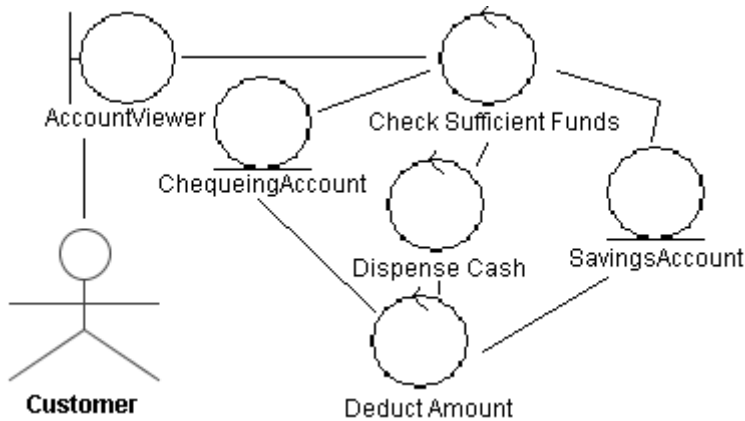 AccountViewer
Check Sufficient Funds
ChequeingAccount
Dispense Cash
SavingsAccount
Customer
Deduct Amount